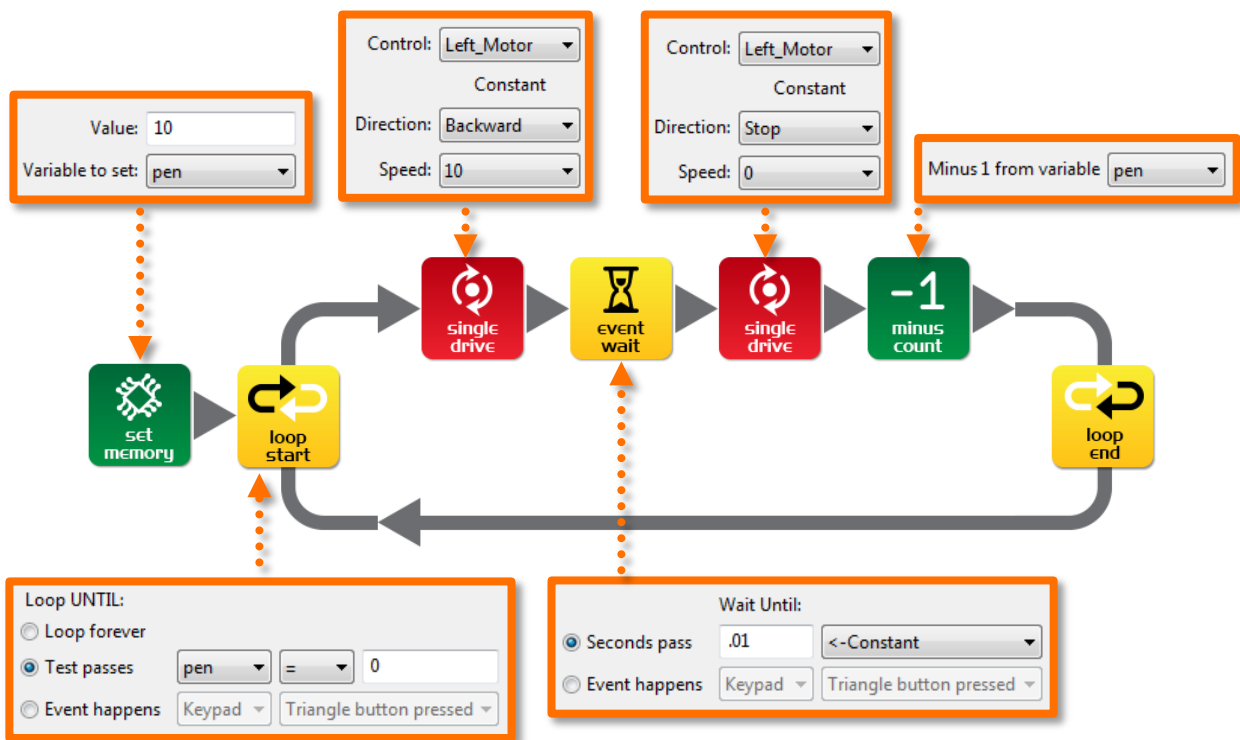 Value: 10
Variable to set: pen
Control: Left_Motor
Constant
Direction: Backward
Speed: 10
Control: Left_Motor
Constant
Direction: Stop
Speed: 0
Minus 1 from variable pen
set
memory
loop
start
single
drive
event
wait
single
drive
-1
minus
count
loop
end
Loop UNTIL:
Loop forever
Test passes pen = 0
Event happens Keypad Triangle button pressed
Wait Until:
Seconds pass .01 <-Constant
Event happens Keypad Triangle button pressed